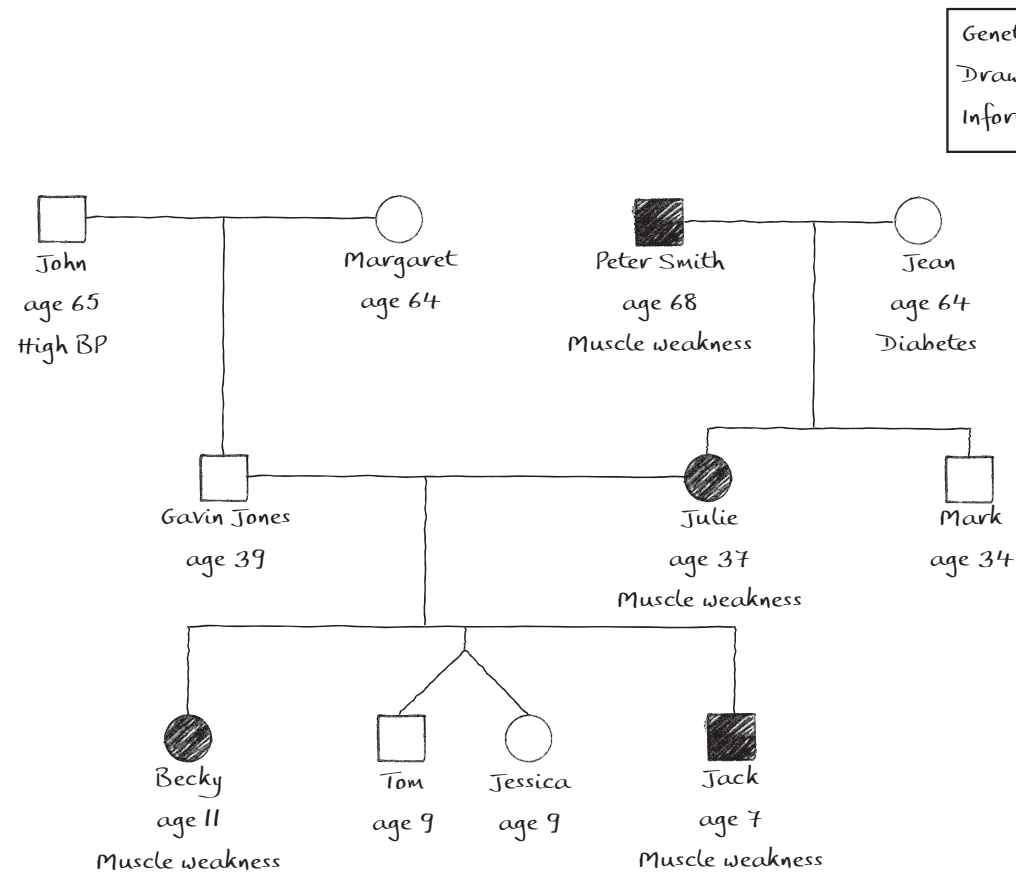 John
age 65
High BP
Margaret
age 64
Peter Smith
age 68
Muscle weakness
Jean
age 64
Diabetes
Gavin Jones
age 39
Julie
age 37
Muscle weakness
Mark
age 34
Becky
age 11
Muscle weakness
Tom
age 9
Jessica
age 9
Jack
age 7
Muscle weakness